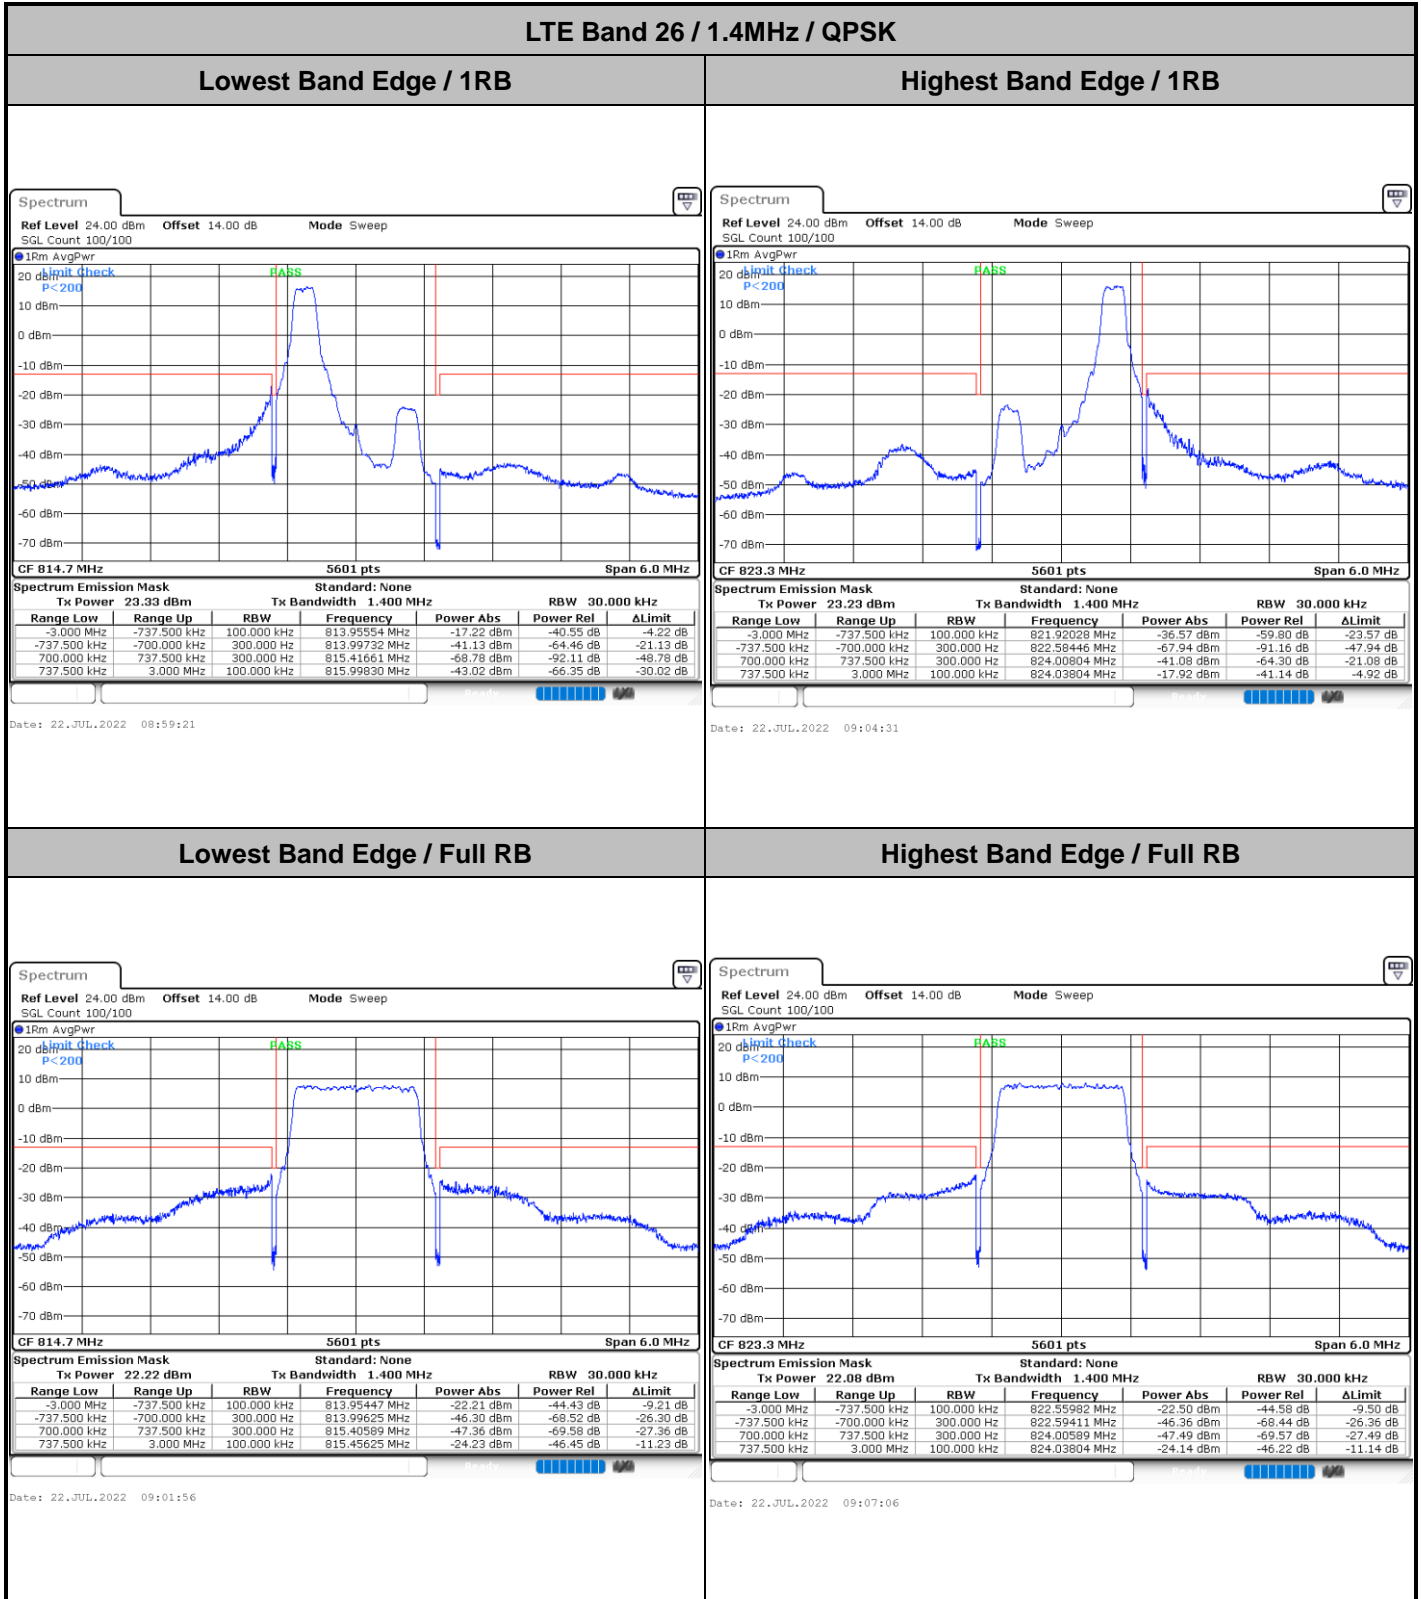 LTE Band 26 / 1.4MHz / QPSK
Lowest Band Edge / 1RB
Highest Band Edge / 1RB
Spectrum
Ref Level 24.00 dBm Offset 14.00 dB Mode Sweep
SGL Count 100/100
1Rm AvgPwr
20 dBm
Limit Check PASS
P<200
10 dBm
0 dBm
-10 dBm
-20 dBm
-30 dBm
-40 dBm
-50 dBm
-60 dBm
-70 dBm
CF 814.7 MHz 5601 pts Span 6.0 MHz
Spectrum Emission Mask Standard: None
Tx Power 23.33 dBm Tx Bandwidth 1.400 MHz RBW 30.000 kHz
Range Low Range Up RBW Frequency Power Abs Power Rel ΔLimit
-3.000 MHz -737.500 kHz 100.000 kHz 813.95554 MHz -17.22 dBm -40.55 dB -4.22 dB
-737.500 kHz -700.000 kHz 300.000 Hz 813.99732 MHz -41.13 dBm -64.46 dB -21.13 dB
700.000 kHz 737.500 kHz 300.000 Hz 815.41661 MHz -68.78 dBm -92.11 dB -48.78 dB
737.500 kHz 3.000 MHz 100.000 kHz 815.99830 MHz -43.02 dBm -66.35 dB -30.02 dB
Ready
Date: 22.JUL.2022 08:59:21
Spectrum
Ref Level 24.00 dBm Offset 14.00 dB Mode Sweep
SGL Count 100/100
1Rm AvgPwr
20 dBm
Limit Check PASS
P<200
10 dBm
0 dBm
-10 dBm
-20 dBm
-30 dBm
-40 dBm
-50 dBm
-60 dBm
-70 dBm
CF 823.3 MHz 5601 pts Span 6.0 MHz
Spectrum Emission Mask Standard: None
Tx Power 23.23 dBm Tx Bandwidth 1.400 MHz RBW 30.000 kHz
Range Low Range Up RBW Frequency Power Abs Power Rel ΔLimit
-3.000 MHz -737.500 kHz 100.000 kHz 821.92028 MHz -36.57 dBm -59.80 dB -23.57 dB
-737.500 kHz -700.000 kHz 300.000 Hz 822.58446 MHz -67.94 dBm -91.16 dB -47.94 dB
700.000 kHz 737.500 kHz 300.000 Hz 824.00804 MHz -41.08 dBm -64.30 dB -21.08 dB
737.500 kHz 3.000 MHz 100.000 kHz 824.03804 MHz -17.92 dBm -41.14 dB -4.92 dB
Ready
Date: 22.JUL.2022 09:04:31
Lowest Band Edge / Full RB
Highest Band Edge / Full RB
Spectrum
Ref Level 24.00 dBm Offset 14.00 dB Mode Sweep
SGL Count 100/100
1Rm AvgPwr
20 dBm
Limit Check PASS
P<200
10 dBm
0 dBm
-10 dBm
-20 dBm
-30 dBm
-40 dBm
-50 dBm
-60 dBm
-70 dBm
CF 814.7 MHz 5601 pts Span 6.0 MHz
Spectrum Emission Mask Standard: None
Tx Power 22.22 dBm Tx Bandwidth 1.400 MHz RBW 30.000 kHz
Range Low Range Up RBW Frequency Power Abs Power Rel ΔLimit
-3.000 MHz -737.500 kHz 100.000 kHz 813.95447 MHz -22.21 dBm -44.43 dB -9.21 dB
-737.500 kHz -700.000 kHz 300.000 Hz 813.99625 MHz -46.30 dBm -68.52 dB -26.30 dB
700.000 kHz 737.500 kHz 300.000 Hz 815.40589 MHz -47.36 dBm -69.58 dB -27.36 dB
737.500 kHz 3.000 MHz 100.000 kHz 815.45625 MHz -24.23 dBm -46.45 dB -11.23 dB
Ready
Date: 22.JUL.2022 09:01:56
Spectrum
Ref Level 24.00 dBm Offset 14.00 dB Mode Sweep
SGL Count 100/100
1Rm AvgPwr
20 dBm
Limit Check PASS
P<200
10 dBm
0 dBm
-10 dBm
-20 dBm
-30 dBm
-40 dBm
-50 dBm
-60 dBm
-70 dBm
CF 823.3 MHz 5601 pts Span 6.0 MHz
Spectrum Emission Mask Standard: None
Tx Power 22.08 dBm Tx Bandwidth 1.400 MHz RBW 30.000 kHz
Range Low Range Up RBW Frequency Power Abs Power Rel ΔLimit
-3.000 MHz -737.500 kHz 100.000 kHz 822.55982 MHz -22.50 dBm -44.58 dB -9.50 dB
-737.500 kHz -700.000 kHz 300.000 Hz 822.59411 MHz -46.36 dBm -68.44 dB -26.36 dB
700.000 kHz 737.500 kHz 300.000 Hz 824.00589 MHz -47.49 dBm -69.57 dB -27.49 dB
737.500 kHz 3.000 MHz 100.000 kHz 824.03804 MHz -24.14 dBm -46.22 dB -11.14 dB
Ready
Date: 22.JUL.2022 09:07:06